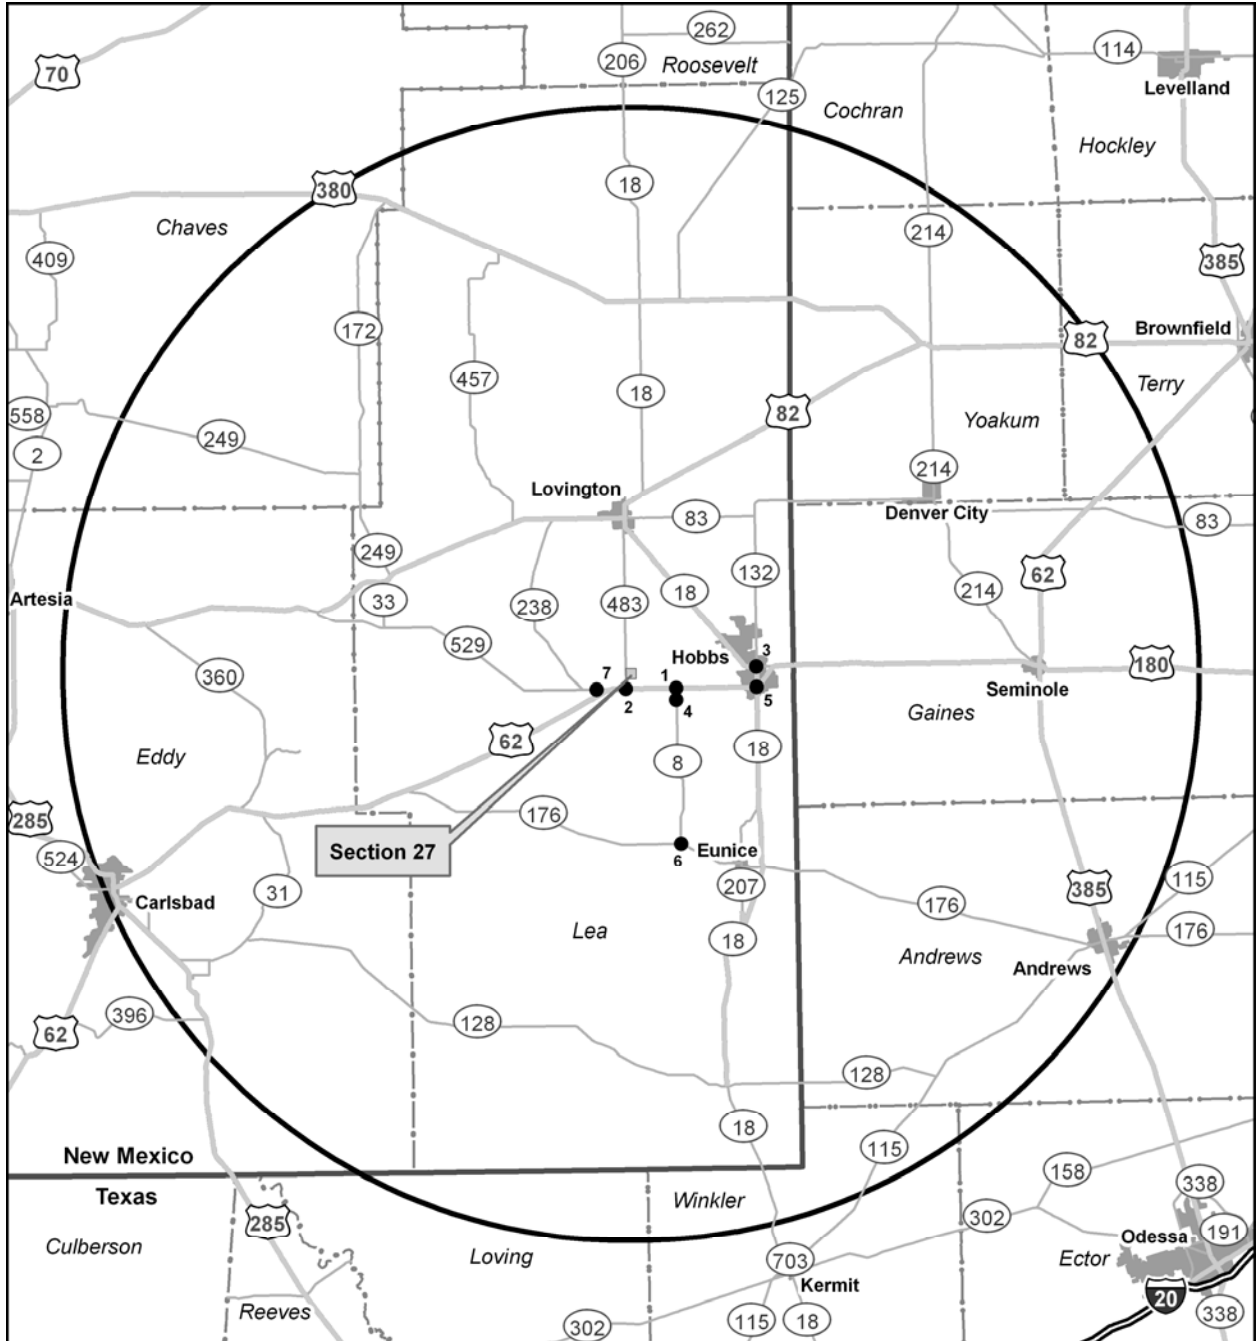 262
206
70
Roosevelt
114
Levelland
125
Cochran
Hockley
18
380
Chaves
214
409
385
172
Brownfield
82
457
Terry
18
82
558
Yoakum
249
2
214
Lovington
83
Denver City
83
249
132
62
Artesia
33
238
483
18
214
529
Hobbs
3
360
7
1
180
Seminole
2
4
5
Gaines
62
18
Eddy
8
285
176
Section 27
6
Eunice
524
115
207
385
31
Carlsbad
176
176
Lea
18
Andrews
Andrews
396
128
62
128
18
115
New Mexico
158
338
Texas
Winkler
302
285
191
Odessa
Culberson
Loving
703
Ector
Kermit
20
Reeves
302
115
18
338